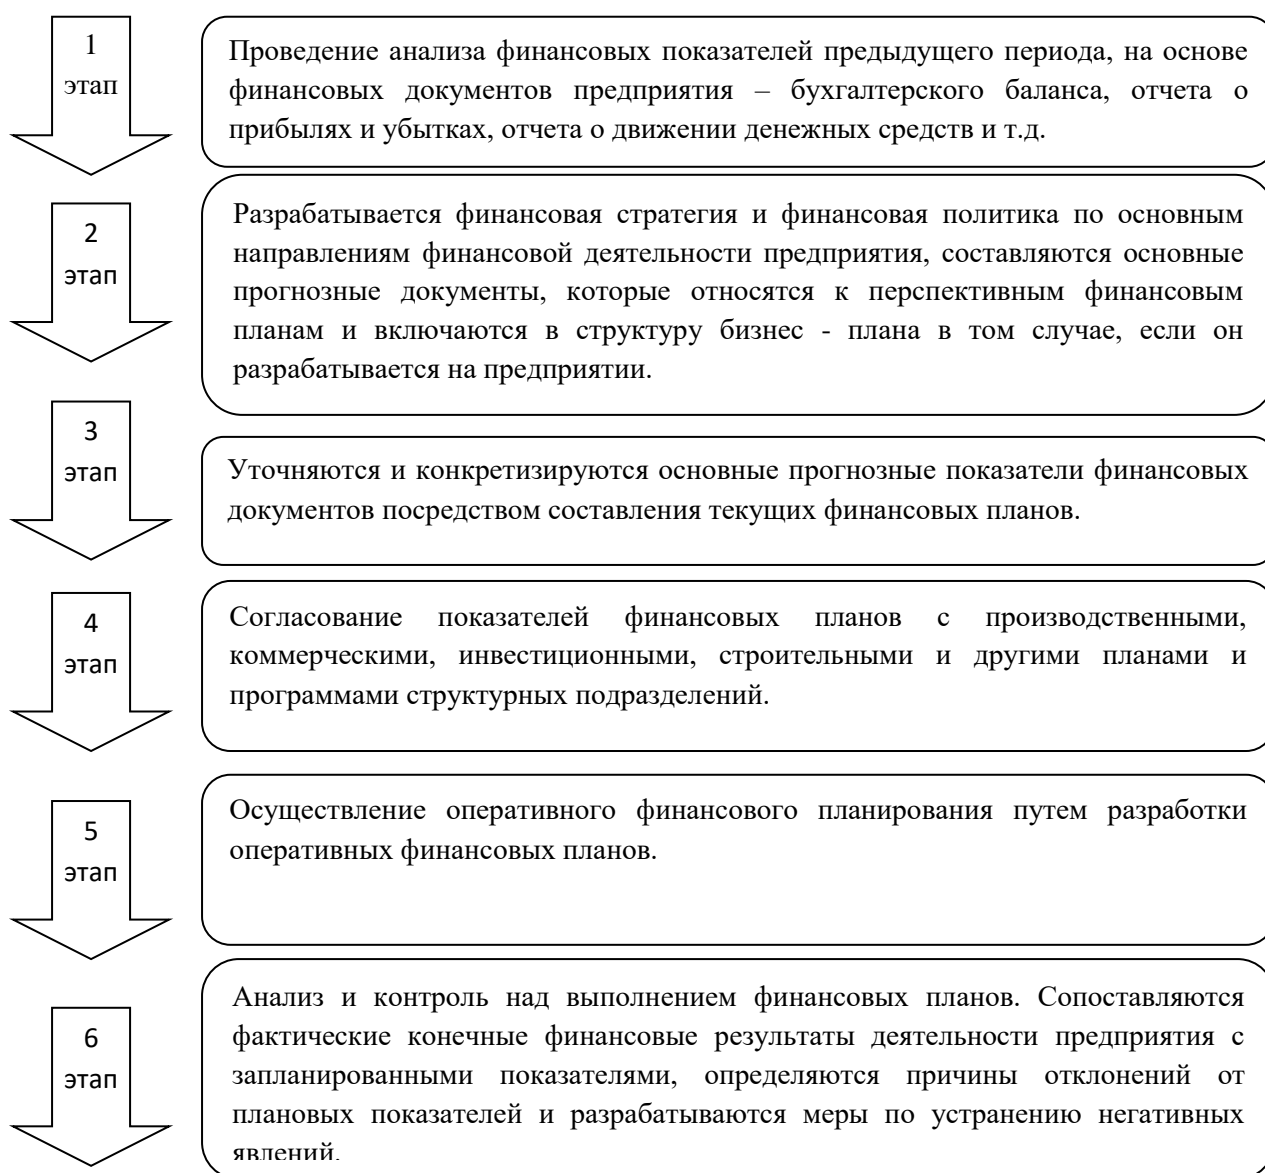 1
этап
Проведение анализа финансовых показателей предыдущего периода, на основе
финансовых документов предприятия – бухгалтерского баланса, отчета о
прибылях и убытках, отчета о движении денежных средств и т.д.
2
этап
Разрабатывается финансовая стратегия и финансовая политика по основным
направлениям финансовой деятельности предприятия, составляются основные
прогнозные документы, которые относятся к перспективным финансовым
планам и включаются в структуру бизнес - плана в том случае, если он
разрабатывается на предприятии.
3
этап
Уточняются и конкретизируются основные прогнозные показатели финансовых
документов посредством составления текущих финансовых планов.
4
этап
Согласование показателей финансовых планов с производственными,
коммерческими, инвестиционными, строительными и другими планами и
программами структурных подразделений.
5
этап
Осуществление оперативного финансового планирования путем разработки
оперативных финансовых планов.
6
этап
Анализ и контроль над выполнением финансовых планов. Сопоставляются
фактические конечные финансовые результаты деятельности предприятия с
запланированными показателями, определяются причины отклонений от
плановых показателей и разрабатываются меры по устранению негативных
явлений.